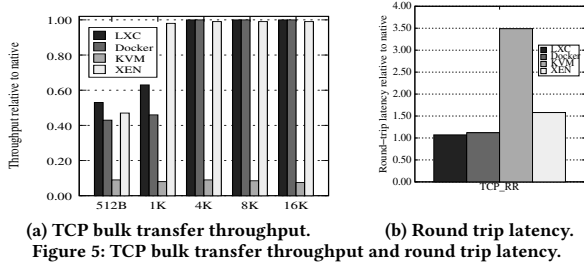 Throughput relative to native
1.00
0.80
0.60
0.40
0.20
0.00
LXC
Docker
KVM
XEN
512B 1K 4K 8K 16K
(a) TCP bulk transfer throughput.
Round-trip latency relative to native
4.00
3.50
3.00
2.50
2.00
1.50
1.00
0.50
0.00
LXC
Docker
KVM
XEN
TCP_RR
(b) Round trip latency.
Figure 5: TCP bulk transfer throughput and round trip latency.